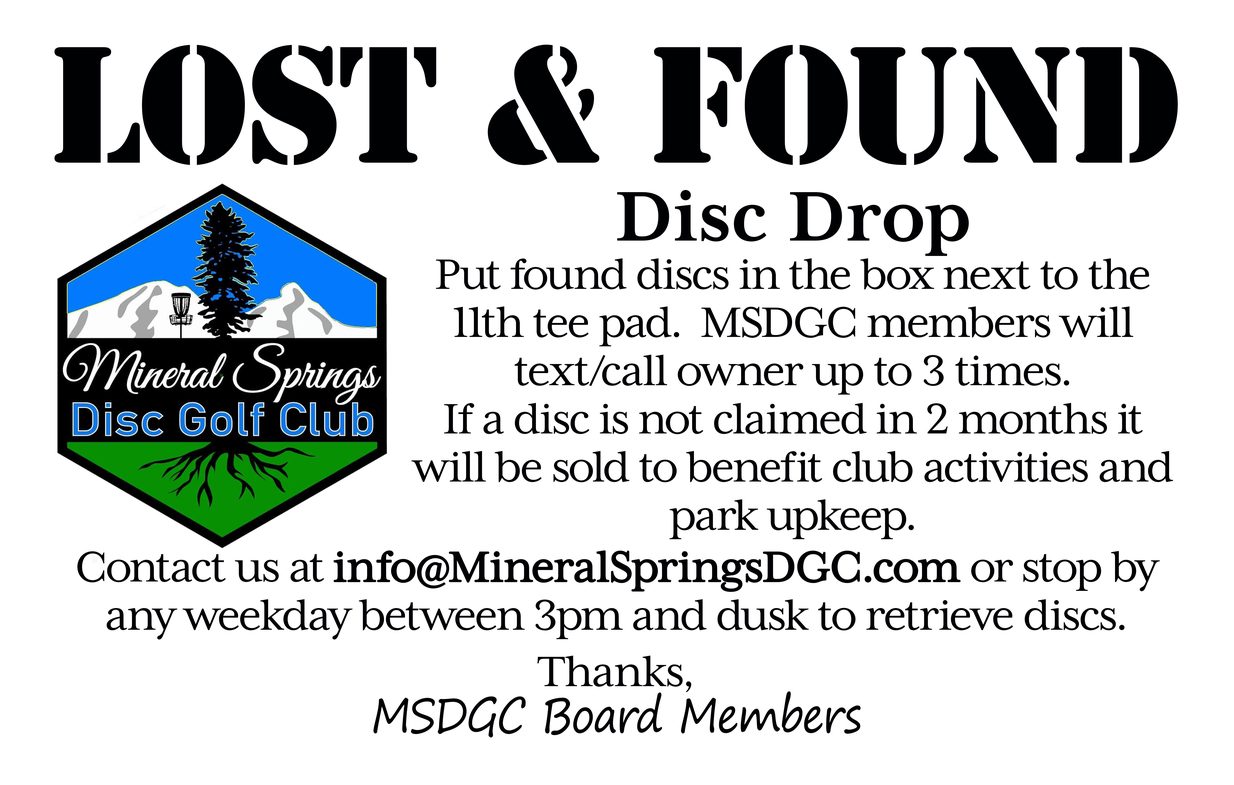 LOST & FOUND
Mineral Springs
Disc Golf Club
Disc Drop
Put found discs in the box next to the
11th tee pad.  MSDGC members will
text/call owner up to 3 times.
If a disc is not claimed in 2 months it
will be sold to benefit club activities and
park upkeep.
Contact us at info@MineralSpringsDGC.com or stop by
any weekday between 3pm and dusk to retrieve discs.
Thanks,
MSDGC Board Members